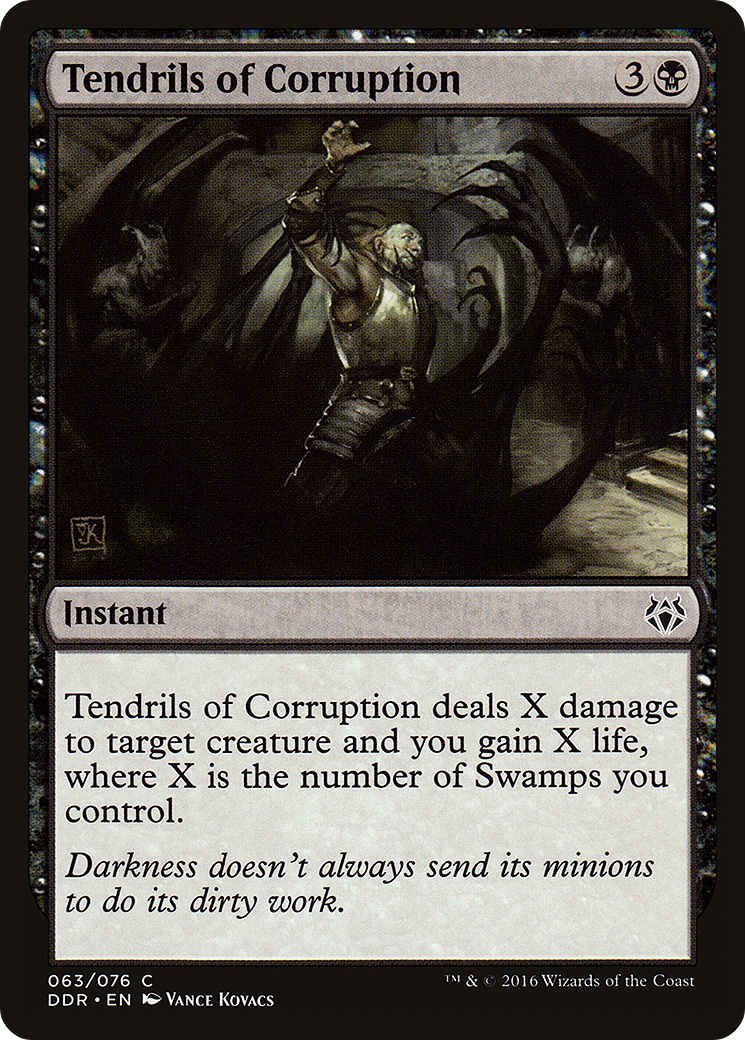 Tendrils of Corruption 3
JK
Instant
Tendrils of Corruption deals X damage
to target creature and you gain X life,
where X is the number of Swamps you
control.
Darkness doesn't always send its minions
to do its dirty work.
063/076 C
™ & © 2016 Wizards of the Coast
DDR • EN Vance Kovacs